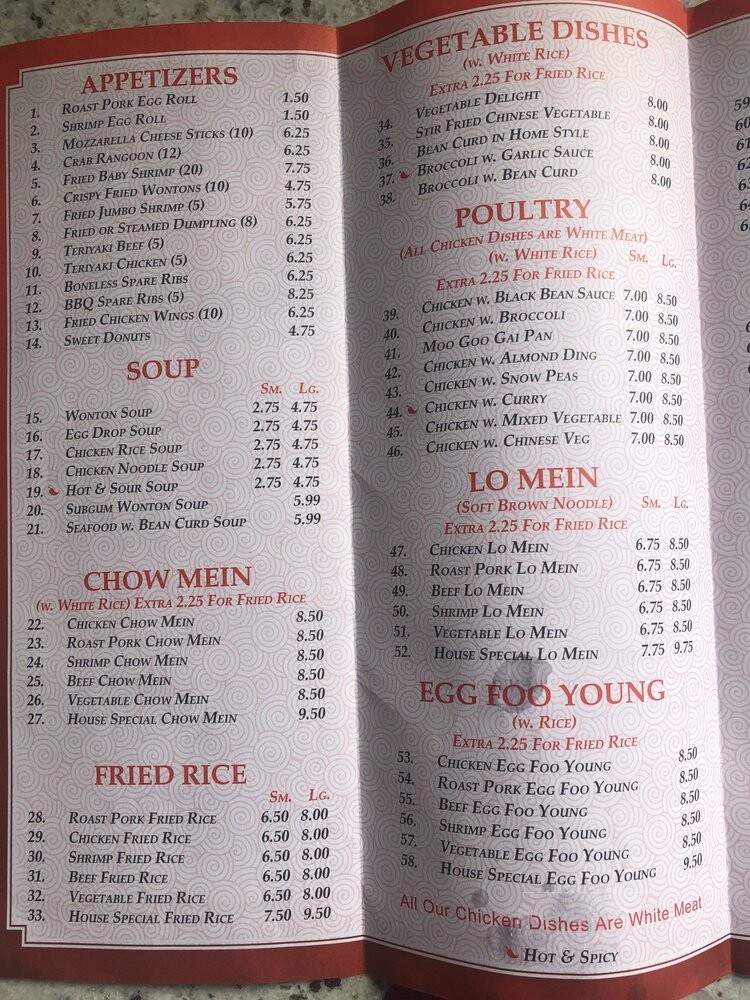 APPETIZERS
1. ROAST PORK EGG ROLL 1.50
2. SHRIMP EGG ROLL 1.50
3. MOZZARELLA CHEESE STICKS (10) 6.25
4. CRAB RANGOON (12) 6.25
5. FRIED BABY SHRIMP (20) 7.75
6. CRISPY FRIED WONTONS (10) 4.75
7. FRIED JUMBO SHRIMP (5) 5.75
8. FRIED OR STEAMED DUMPLING (8) 6.25
9. TERIYAKI BEEF (5) 6.25
10. TERIYAKI CHICKEN (5) 6.25
11. BONELESS SPARE RIBS 6.25
12. BBQ SPARE RIBS (5) 8.25
13. FRIED CHICKEN WINGS (10) 6.25
14. SWEET DONUTS 4.75
SOUP
SM. LG.
15. WONTON SOUP 2.75 4.75
16. EGG DROP SOUP 2.75 4.75
17. CHICKEN RICE SOUP 2.75 4.75
18. CHICKEN NOODLE SOUP 2.75 4.75
19. HOT & SOUR SOUP 2.75 4.75
20. SUBGUM WONTON SOUP 5.99
21. SEAFOOD W. BEAN CURD SOUP 5.99
CHOW MEIN
(W. WHITE RICE) EXTRA 2.25 FOR FRIED RICE
22. CHICKEN CHOW MEIN 8.50
23. ROAST PORK CHOW MEIN 8.50
24. SHRIMP CHOW MEIN 8.50
25. BEEF CHOW MEIN 8.50
26. VEGETABLE CHOW MEIN 8.50
27. HOUSE SPECIAL CHOW MEIN 9.50
FRIED RICE
SM. LG.
28. ROAST PORK FRIED RICE 6.50 8.00
29. CHICKEN FRIED RICE 6.50 8.00
30. SHRIMP FRIED RICE 6.50 8.00
31. BEEF FRIED RICE 6.50 8.00
32. VEGETABLE FRIED RICE 6.50 8.00
33. HOUSE SPECIAL FRIED RICE 7.50 9.50
VEGETABLE DISHES
(W. WHITE RICE)
EXTRA 2.25 FOR FRIED RICE
34. VEGETABLE DELIGHT 8.00
35. STIR FRIED CHINESE VEGETABLE 8.00
36. BEAN CURD IN HOME STYLE 8.00
37. BROCCOLI W. GARLIC SAUCE 8.00
38. BROCCOLI W. BEAN CURD 8.00
POULTRY
(ALL CHICKEN DISHES ARE WHITE MEAT)
(W. WHITE RICE) SM. LG.
EXTRA 2.25 FOR FRIED RICE
39. CHICKEN W. BLACK BEAN SAUCE 7.00 8.50
40. CHICKEN W. BROCCOLI 7.00 8.50
41. MOO GOO GAI PAN 7.00 8.50
42. CHICKEN W. ALMOND DING 7.00 8.50
43. CHICKEN W. SNOW PEAS 7.00 8.50
44. CHICKEN W. CURRY 7.00 8.50
45. CHICKEN W. MIXED VEGETABLE 7.00 8.50
46. CHICKEN W. CHINESE VEG 7.00 8.50
LO MEIN
(SOFT BROWN NOODLE) SM. LG.
EXTRA 2.25 FOR FRIED RICE
47. CHICKEN LO MEIN 6.75 8.50
48. ROAST PORK LO MEIN 6.75 8.50
49. BEEF LO MEIN 6.75 8.50
50. SHRIMP LO MEIN 6.75 8.50
51. VEGETABLE LO MEIN 6.75 8.50
52. HOUSE SPECIAL LO MEIN 7.75 9.75
EGG FOO YOUNG
(W. RICE)
EXTRA 2.25 FOR FRIED RICE
53. CHICKEN EGG FOO YOUNG 8.50
54. ROAST PORK EGG FOO YOUNG 8.50
55. BEEF EGG FOO YOUNG 8.50
56. SHRIMP EGG FOO YOUNG 8.50
57. VEGETABLE EGG FOO YOUNG 8.50
58. HOUSE SPECIAL EGG FOO YOUNG 9.50
All Our Chicken Dishes Are White Meat
HOT & SPICY